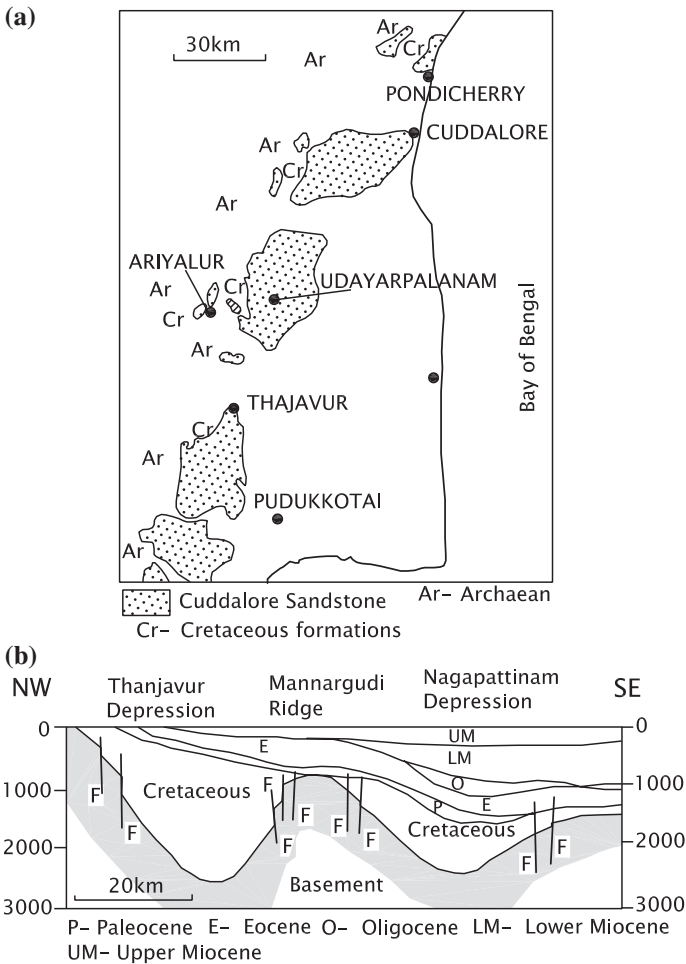 (a)
30km
Ar
Ar
Cr
PONDICHERRY
CUDDALORE
Ar
Cr
Ar
ARIYALUR
Ar
Cr
UDAYARPALANAM
Cr
Ar
Bay of Bengal
THAJAVUR
Cr
Ar
PUDUKKOTAI
Ar
Cuddalore Sandstone
Ar– Archaean
Cr– Cretaceous formations
(b)
NW
Thanjavur Depression
Mannargudi Ridge
Nagapattinam Depression
SE
0
0
UM
E
LM
O
1000
1000
F
F
Cretaceous
F
F
F
F
P
E
Cretaceous
F
F
2000
2000
20km
Basement
3000
3000
P– Paleocene E– Eocene O– Oligocene LM– Lower Miocene
UM– Upper Miocene